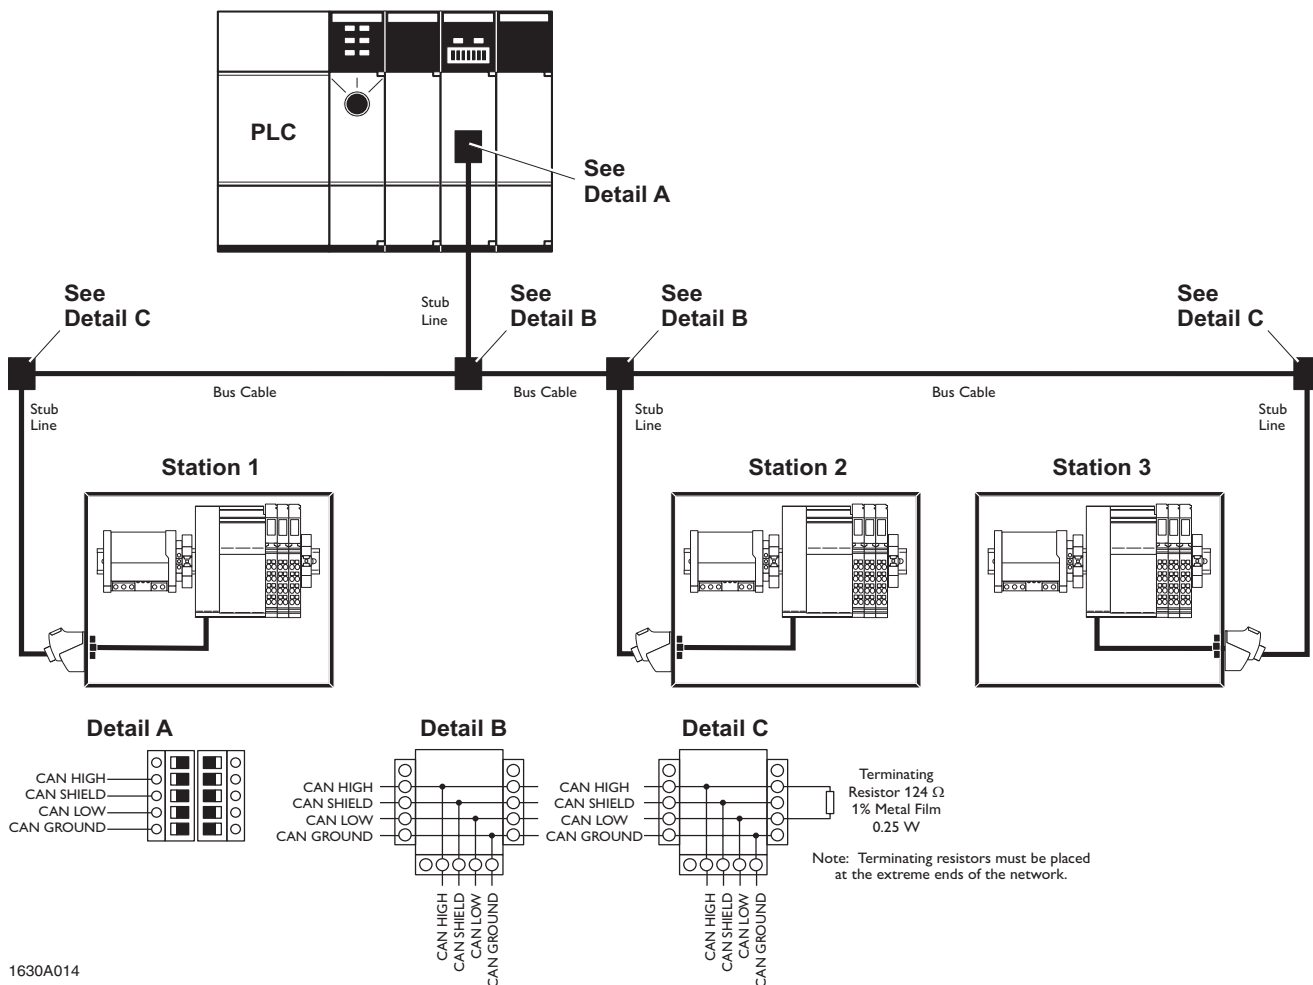 PLC
See
Detail A
See
Detail C
Stub
Line
See
Detail B
See
Detail B
See
Detail C
Bus Cable
Bus Cable
Bus Cable
Stub
Line
Stub
Line
Stub
Line
Station 1
Station 2
Station 3
Detail A
CAN HIGH
CAN SHIELD
CAN LOW
CAN GROUND
Detail B
CAN HIGH
CAN SHIELD
CAN LOW
CAN GROUND
CAN HIGH
CAN SHIELD
CAN LOW
CAN GROUND
Detail C
CAN HIGH
CAN SHIELD
CAN LOW
CAN GROUND
CAN HIGH
CAN SHIELD
CAN LOW
CAN GROUND
Terminating
Resistor 124 Ω
1% Metal Film
0.25 W
Note: Terminating resistors must be placed
at the extreme ends of the network.
1630A014